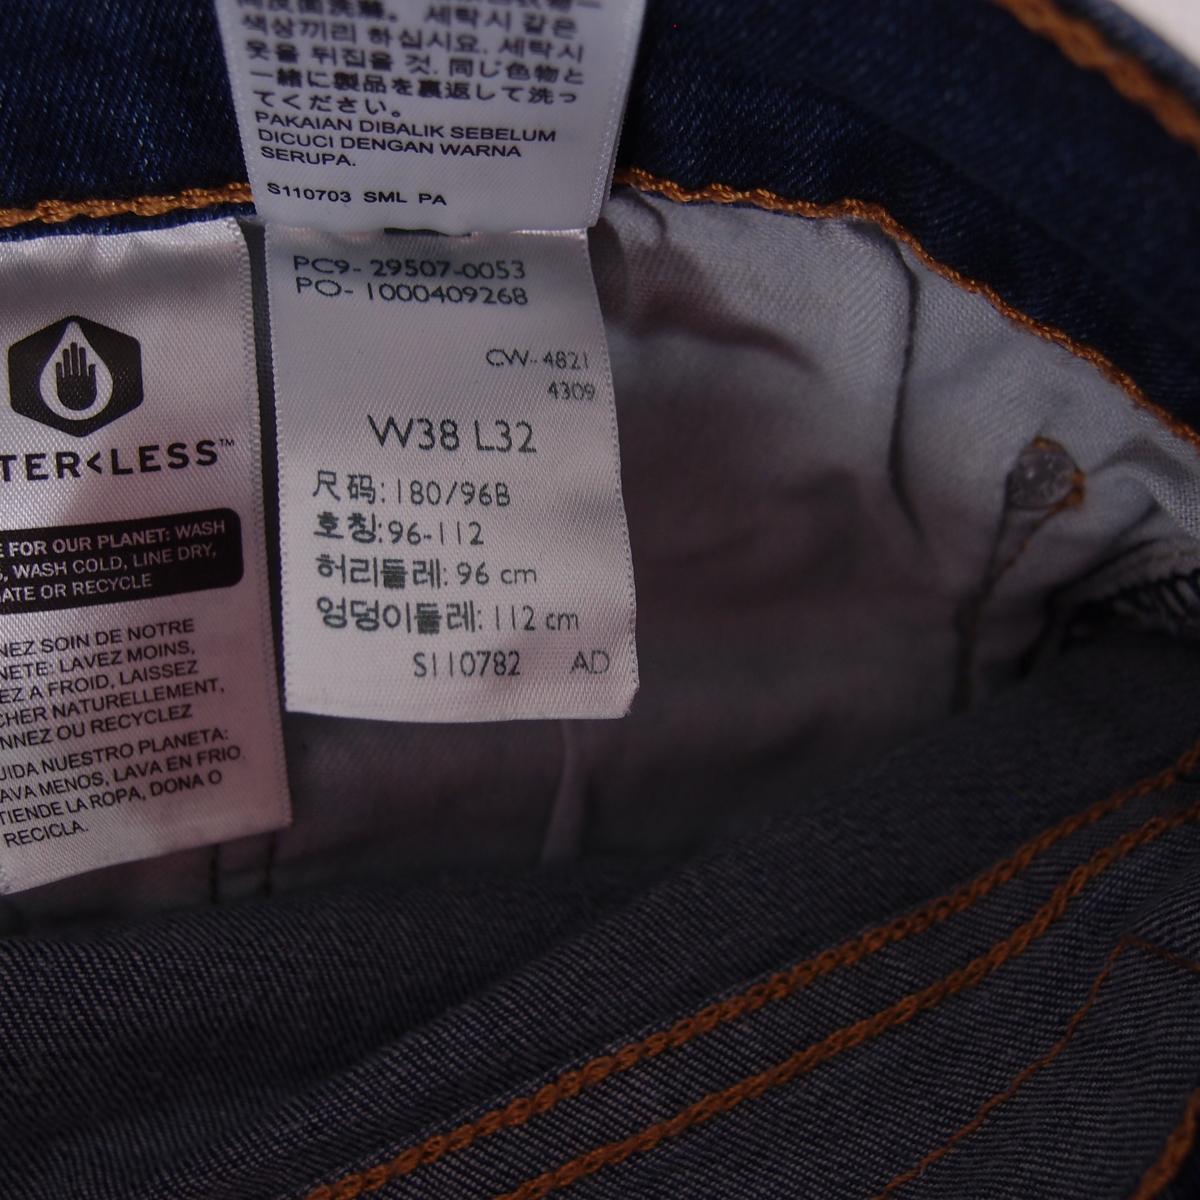 색상끼리 하십시요. 세탁시
옷을 뒤집을 것. 同じ色物と
一緒に製品を裏返して洗っ
てください。
PAKAIAN DIBALIK SEBELUM
DICUCI DENGAN WARNA
SERUPA.
S110703 SML PA
PC9- 29507-0053
PO- 1000409268
CW- 4821
4309
W38 L32
尺码: 180/96B
호칭: 96-112
허리둘레: 96 cm
엉덩이둘레: 112 cm
S110782 AD
TER<LESS™
E FOR OUR PLANET: WASH
, WASH COLD, LINE DRY,
ATE OR RECYCLE
NEZ SOIN DE NOTRE
NETE: LAVEZ MOINS,
EZ A FROID, LAISSEZ
CHER NATURELLEMENT,
NNEZ OU RECYCLEZ
UIDA NUESTRO PLANETA:
AVA MENOS, LAVA EN FRIO,
TIENDE LA ROPA, DONA O
RECICLA.